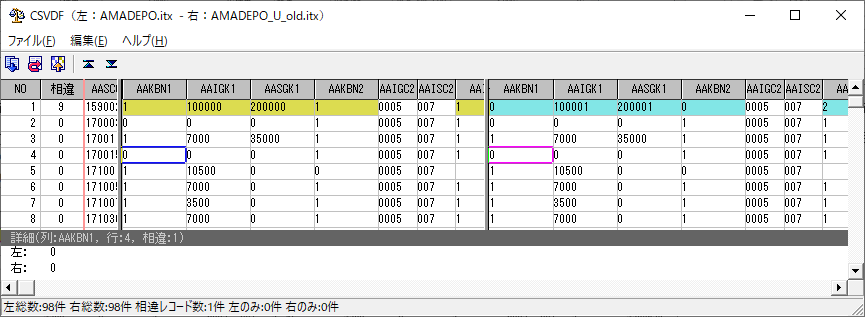 CSVDF（左：AMADEPO.itx - 右：AMADEPO_U_old.itx）
ファイル(F) 編集(E) ヘルプ(H)
NO 相違 AASC AAKBN1 AAIGK1 AASGK1 AAKBN2 AAIGC2 AAISC2 AAKBN1 AAIGK1 AASGK1 AAKBN2 AAIGC2 AAISC2
1 9 15900 1 100000 200000 1 0005 007 1 0 100001 200001 0 0005 007 2
2 0 17000 0 0 0 1 0005 007 1 0 0 0 1 0005 007 1
3 0 17001 1 7000 35000 1 0005 007 1 1 7000 35000 1 0005 007 1
4 0 17001 0 0 0 1 0005 007 1 0 0 0 1 0005 007 1
5 0 17100 1 10500 0 0 0005 007 1 10500 0 0 0005 007
6 0 17100 1 7000 0 1 0005 007 1 1 7000 0 1 0005 007 1
7 0 17100 1 3500 0 1 0005 007 1 1 3500 0 1 0005 007 1
8 0 17103 1 7000 0 1 0005 007 1 1 7000 0 1 0005 007 1
詳細(列:AAKBN1, 行:4, 相違:1)
左: 0
右: 0
左総数:98件 右総数:98件 相違レコード数:1件 左のみ:0件 右のみ:0件